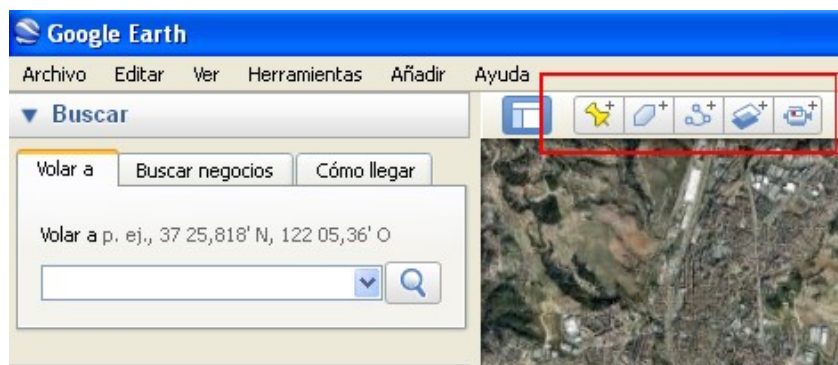 Google Earth
Archivo Editar Ver Herramientas Añadir Ayuda
Buscar
Volar a Buscar negocios Cómo llegar
Volar a p. ej., 37 25,818' N, 122 05,36' O